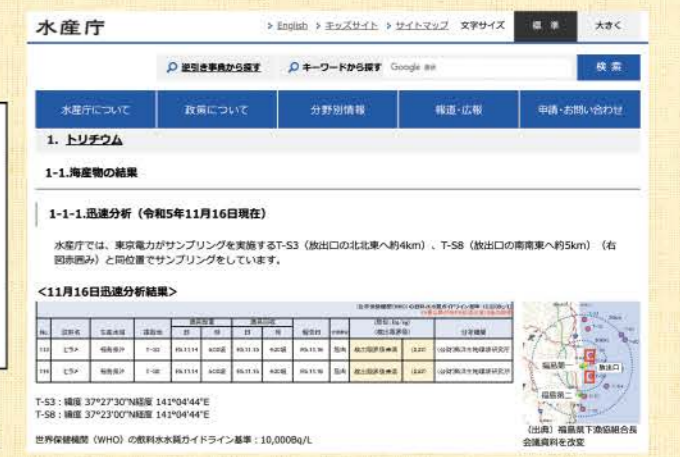 水産庁
> English > キッズサイト > サイトマップ 文字サイズ 標準 大きく
逆引き事典から探す キーワードから探す Google 検索
水産庁について 政策について 分野別情報 報道・広報 申請・お問い合わせ
1. トリチウム
1-1.海産物の結果
1-1-1.迅速分析（令和5年11月16日現在）
水産庁では、東京電力がサンプリングを実施するT-S3（放出口の北北東へ約4km）、T-S8（放出口の南南東へ約5km）（右
図赤囲み）と同位置でサンプリングをしています。
<11月16日迅速分析結果>
ヒラメ 福島県沖 T-S3 検出限界値未満
ヒラメ 福島県沖 T-S8 検出限界値未満
福島第一 放出口
福島第二
T-S3：緯度 37°27'30"N経度 141°04'44"E
T-S8：緯度 37°23'00"N経度 141°04'44"E
世界保健機関（WHO）の飲料水水質ガイドライン基準：10,000Bq/L
（出典）福島県下漁協組合長
会議資料を改変